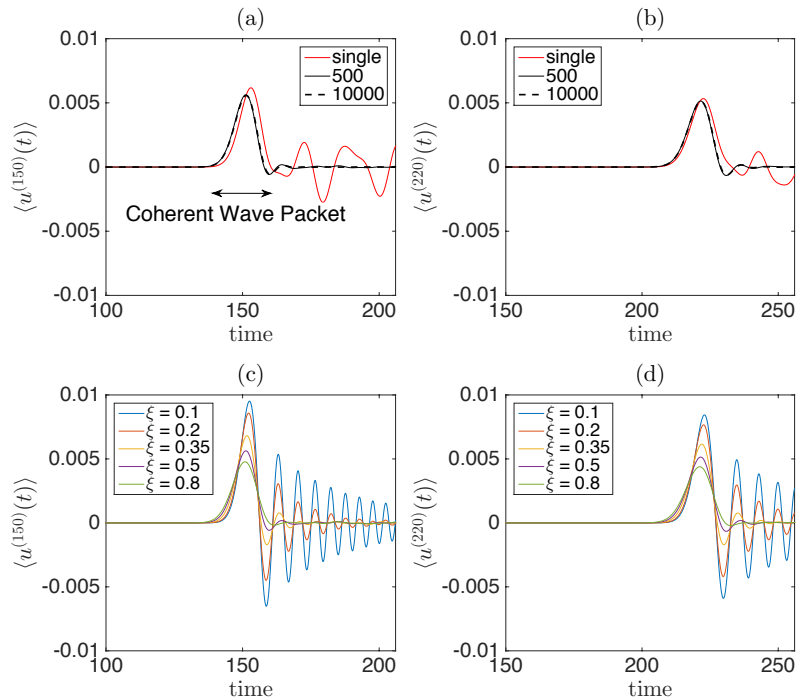 (a)
0.01
0.005
0
-0.005
-0.01
⟨u^(150)(t)⟩
single
500
10000
Coherent Wave Packet
100
150
200
time
(b)
0.01
0.005
0
-0.005
-0.01
⟨u^(220)(t)⟩
single
500
10000
150
200
250
time
(c)
0.01
0.005
0
-0.005
-0.01
⟨u^(150)(t)⟩
ξ = 0.1
ξ = 0.2
ξ = 0.35
ξ = 0.5
ξ = 0.8
100
150
200
time
(d)
0.01
0.005
0
-0.005
-0.01
⟨u^(220)(t)⟩
ξ = 0.1
ξ = 0.2
ξ = 0.35
ξ = 0.5
ξ = 0.8
150
200
250
time